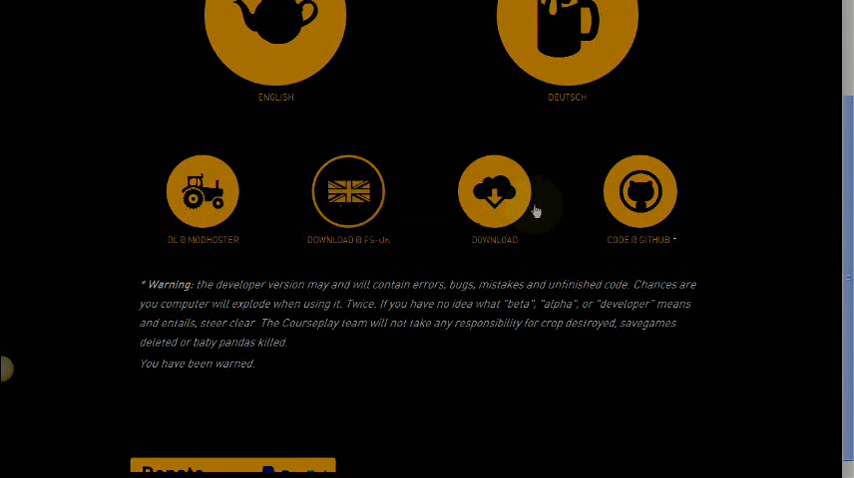 ENGLISH
DEUTSCH
DL @ MODHOSTER
DOWNLOAD @ FS-UK
DOWNLOAD
CODE @ GITHUB *
* Warning: the developer version may and will contain errors, bugs, mistakes and unfinished code. Chances are
you computer will explode when using it. Twice. If you have no idea what "beta", "alpha", or "developer" means
and entails, steer clear. The Courseplay team will not take any responsibility for crop destroyed, savegames
deleted or baby pandas killed.
You have been warned.
Donate